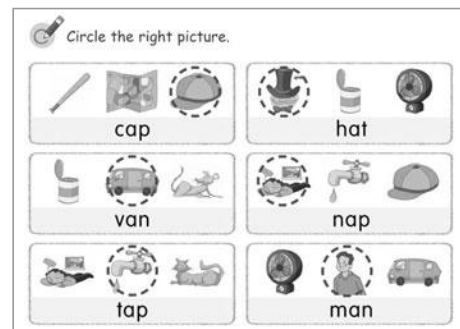 Circle the right picture.
cap
hat
van
nap
tap
man